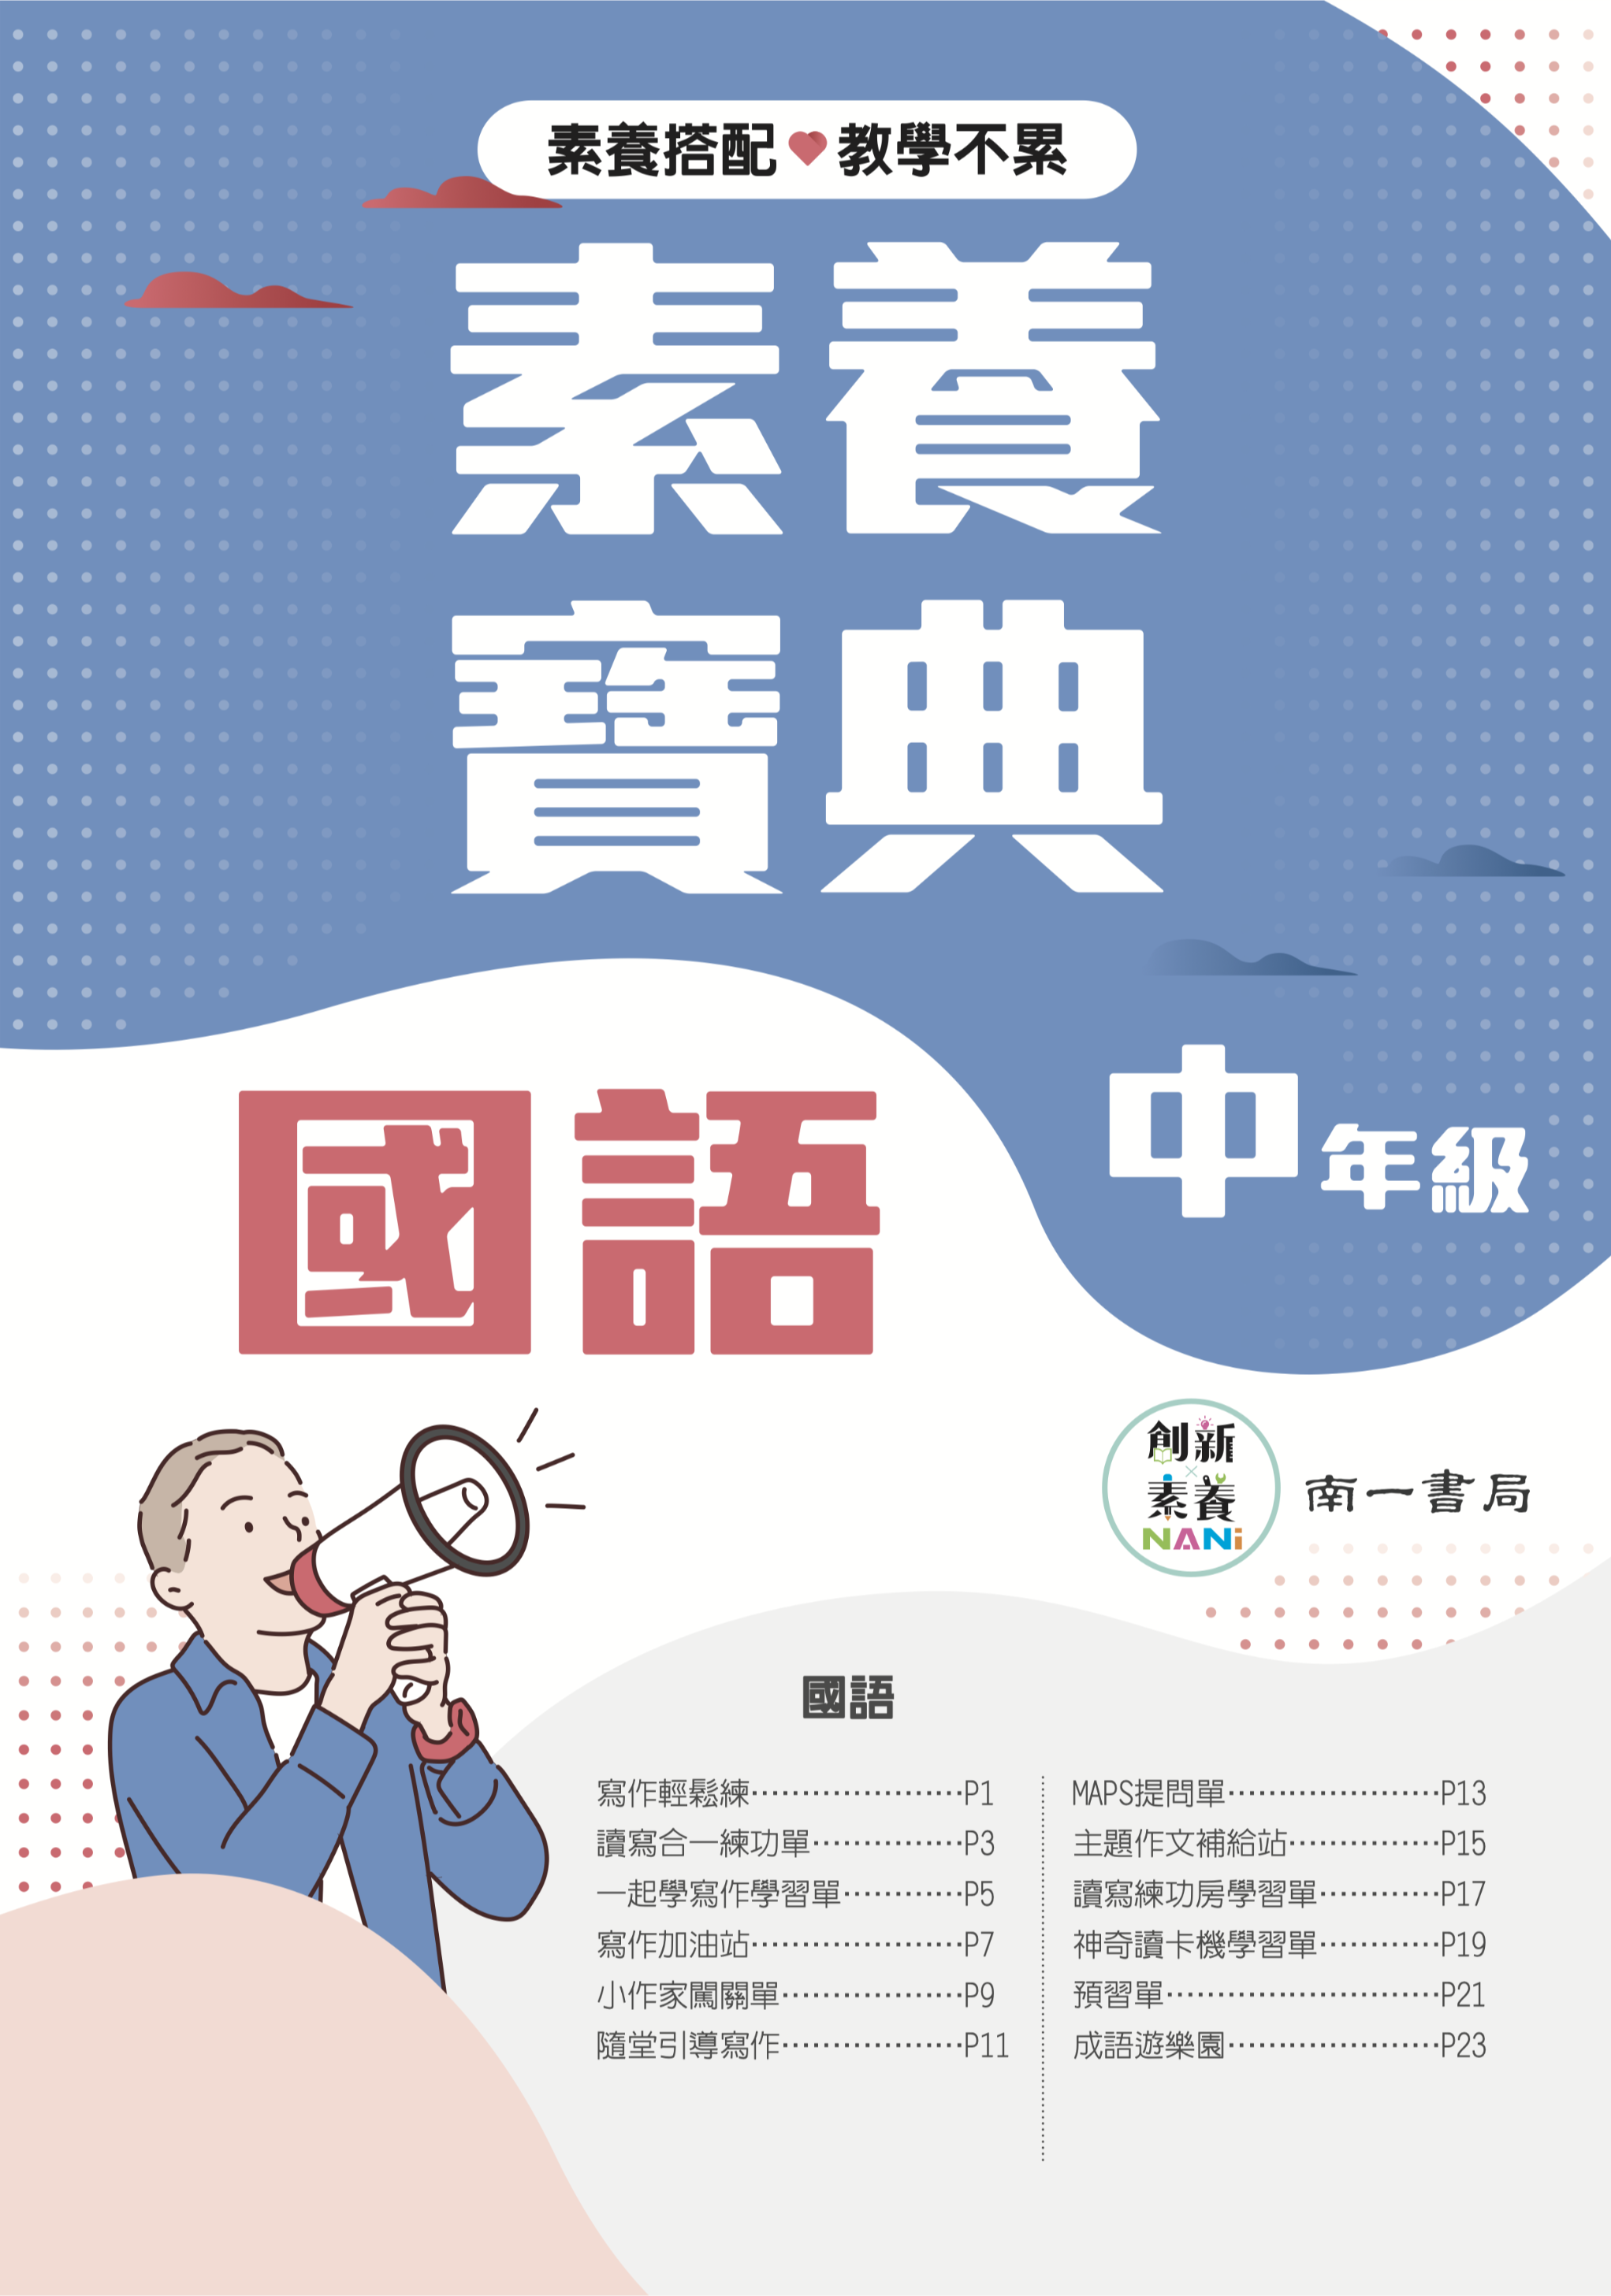 素養搭配❤教學不累
素養
寶典
國語
中年級
創新
×
素養
NANi
南一書局
國語
寫作輕鬆練·····················P1
讀寫合一練功單···············P3
一起學寫作學習單············P5
寫作加油站·····················P7
小作家闖關單··················P9
隨堂引導寫作··················P11
MAPS提問單·····················P13
主題作文補給站···············P15
讀寫練功房學習單············P17
神奇讀卡機學習單············P19
預習單···························P21
成語遊樂園·····················P23